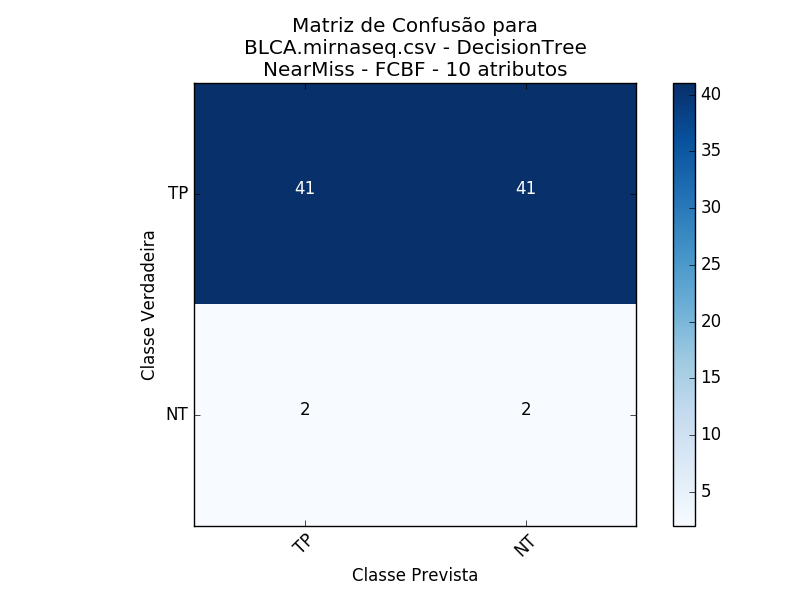 Matriz de Confusão para
BLCA.mirnaseq.csv - DecisionTree
NearMiss - FCBF - 10 atributos
Classe Verdadeira
TP
41
41
NT
2
2
TP
NT
Classe Prevista
40
35
30
25
20
15
10
5